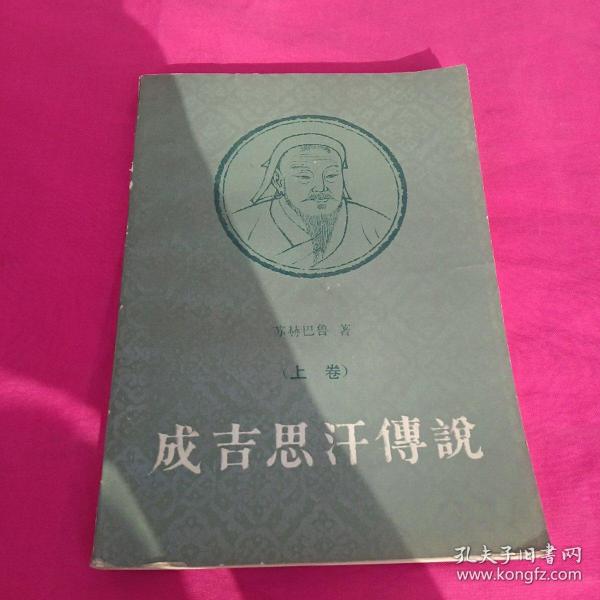 苏赫巴鲁 著
(上 卷)
成吉思汗傳說
孔夫子旧書网
www.kongfz.com